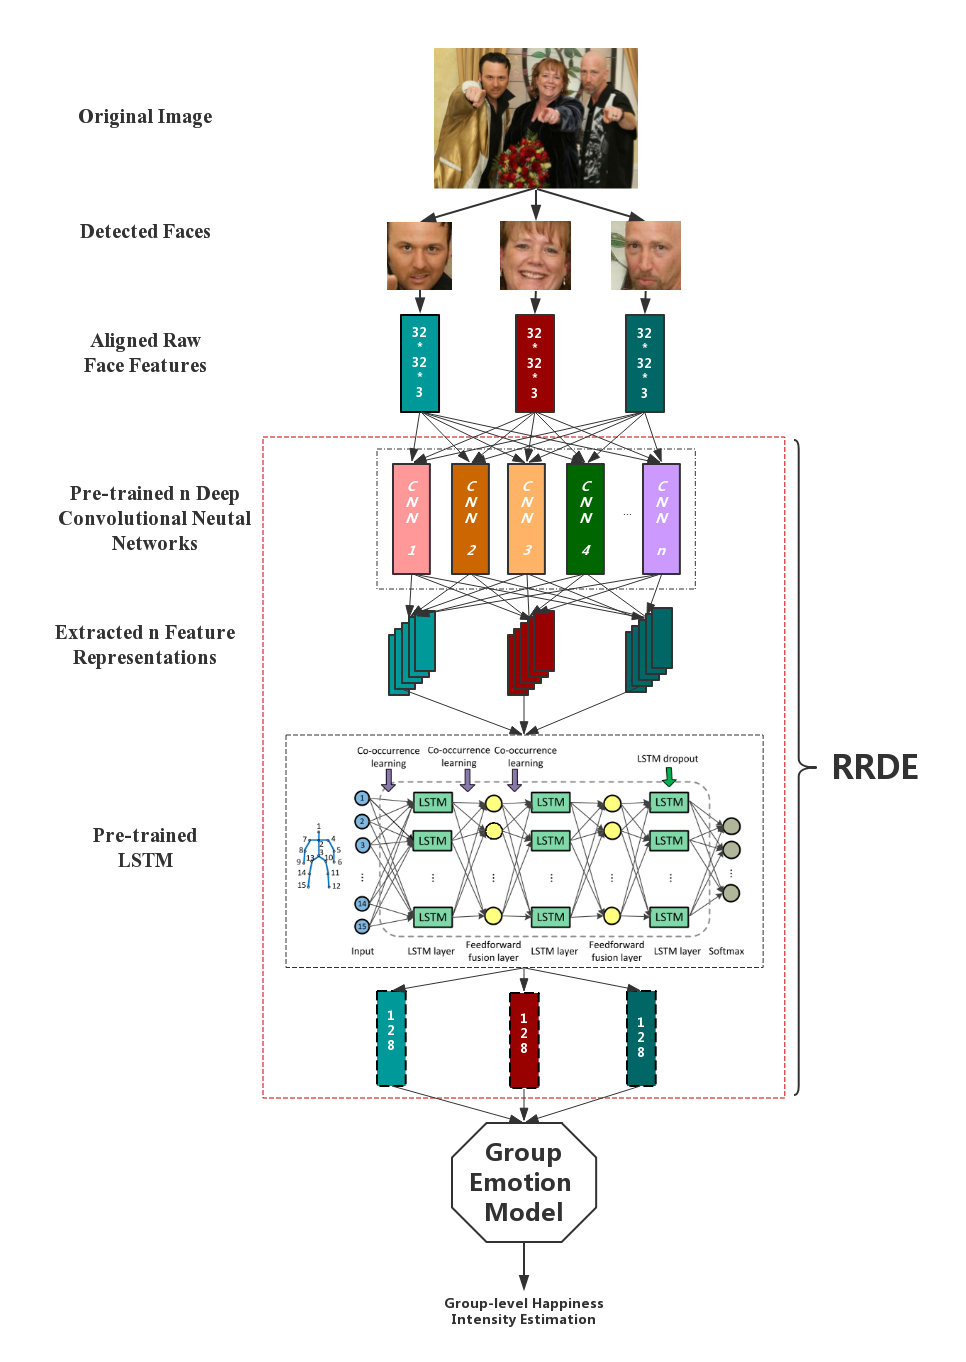 Original Image
Detected Faces
Aligned Raw
Face Features
32
*
32
*
3
32
*
32
*
3
32
*
32
*
3
Pre-trained n Deep
Convolutional Neutal
Networks
C
N
N
1
C
N
N
2
C
N
N
3
C
N
N
4
...
C
N
N
n
Extracted n Feature
Representations
RRDE
Pre-trained
LSTM
Co-occurrence
learning
Co-occurrence
learning
Co-occurrence
learning
LSTM dropout
1
2
3
14
15
1
7
4
2
8
5
3
9
13
10
6
14
11
15
12
LSTM
LSTM
LSTM
LSTM
LSTM
LSTM
LSTM
LSTM
LSTM
Input
LSTM layer
Feedforward
fusion layer
LSTM layer
Feedforward
fusion layer
LSTM layer
Softmax
1
2
8
1
2
8
1
2
8
Group
Emotion
Model
Group-level Happiness
Intensity Estimation